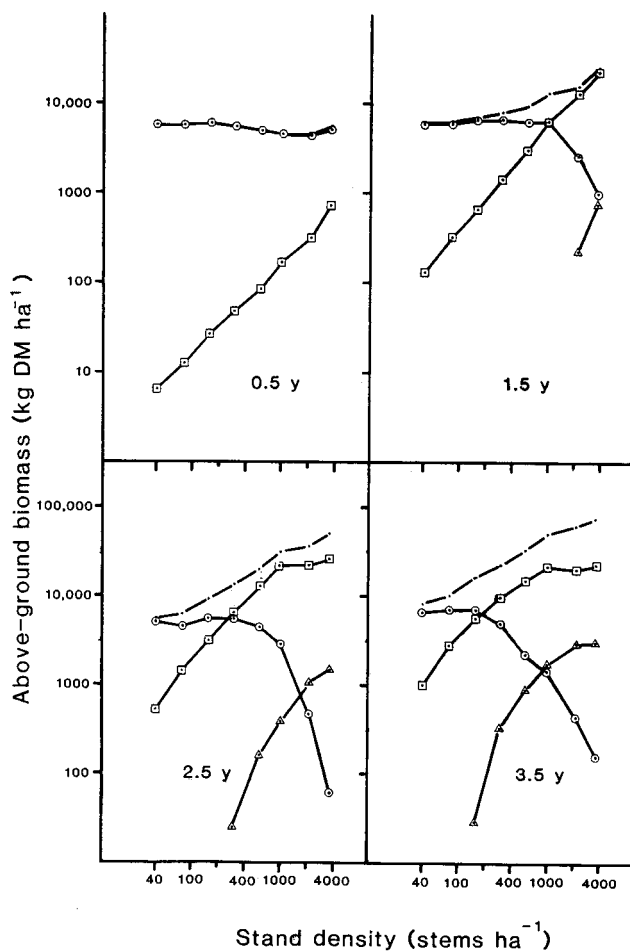 10,000
1000
100
10
0.5 y
1.5 y
100,000
10,000
1000
100
2.5 y
3.5 y
40 100 400 1000 4000
40 100 400 1000 4000
Above-ground biomass (kg DM ha⁻¹)
Stand density (stems ha⁻¹)